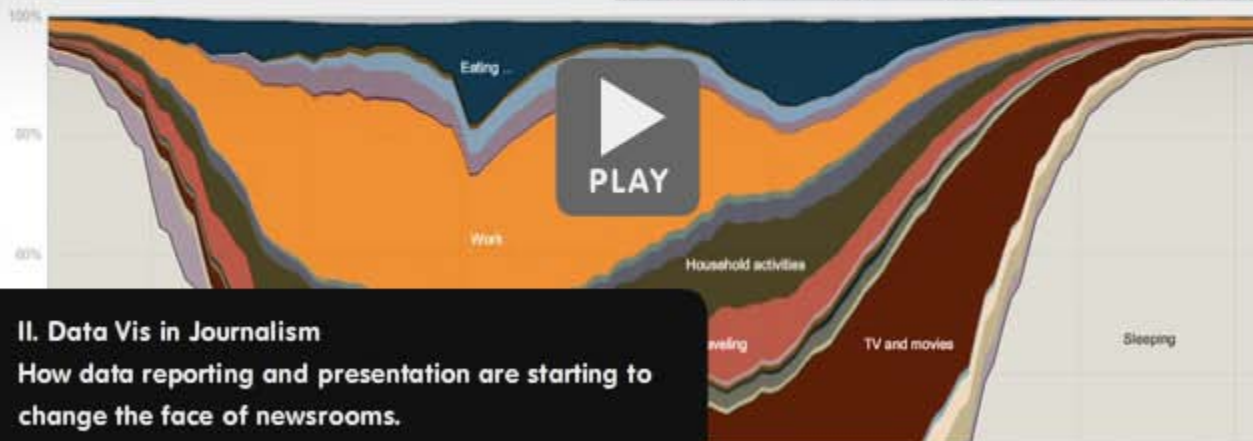 100%
Eating ...
80%
PLAY
Work
60%
Household activities
aveling
TV and movies
Sleeping
II. Data Vis in Journalism
How data reporting and presentation are starting to
change the face of newsrooms.